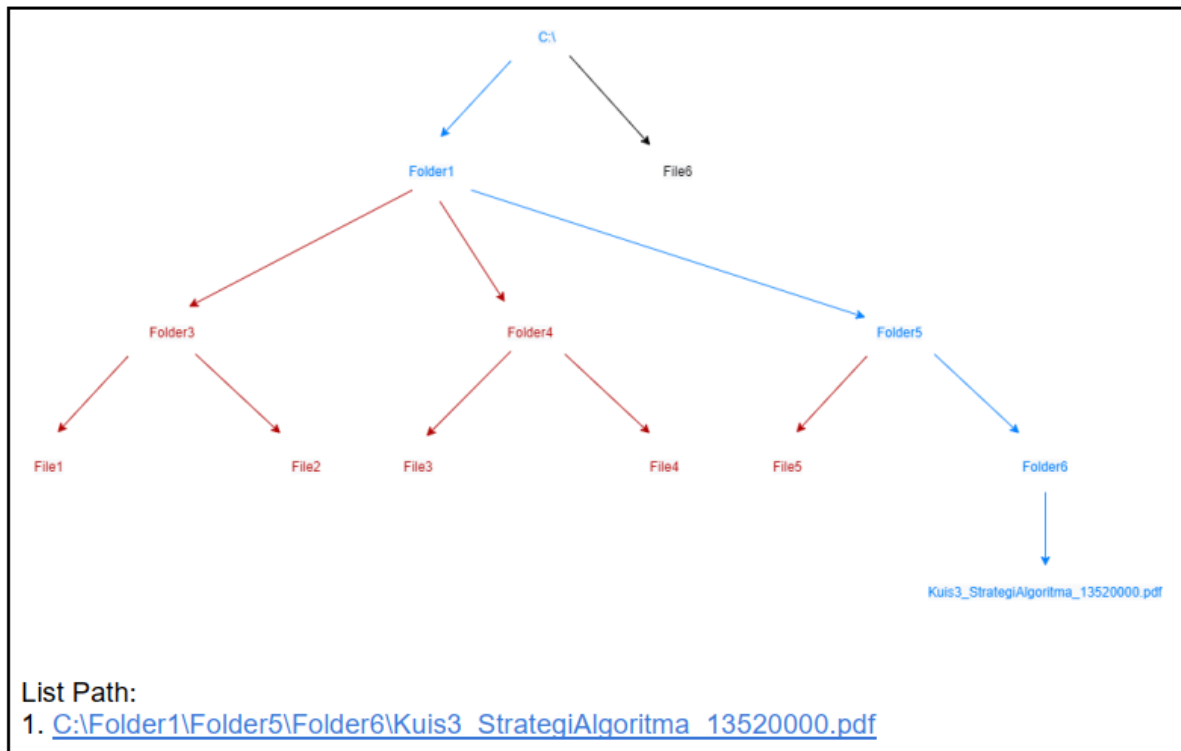 C:\
Folder1
File6
Folder3
Folder4
Folder5
File1
File2
File3
File4
File5
Folder6
Kuis3_StrategiAlgoritma_13520000.pdf
List Path:
1. C:\Folder1\Folder5\Folder6\Kuis3_StrategiAlgoritma_13520000.pdf